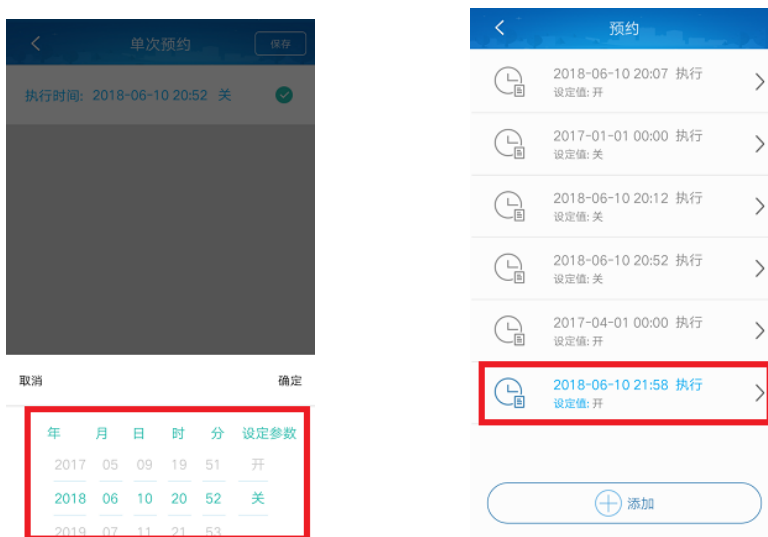 单次预约
保存
执行时间: 2018-06-10 20:52 关
取消 确定
年 月 日 时 分 设定参数
2017 05 09 19 51 开
2018 06 10 20 52 关
2019 07 11 21 53
预约
2018-06-10 20:07 执行
设定值: 开
2017-01-01 00:00 执行
设定值: 关
2018-06-10 20:12 执行
设定值: 关
2018-06-10 20:52 执行
设定值: 关
2017-04-01 00:00 执行
设定值: 开
2018-06-10 21:58 执行
设定值: 开
添加